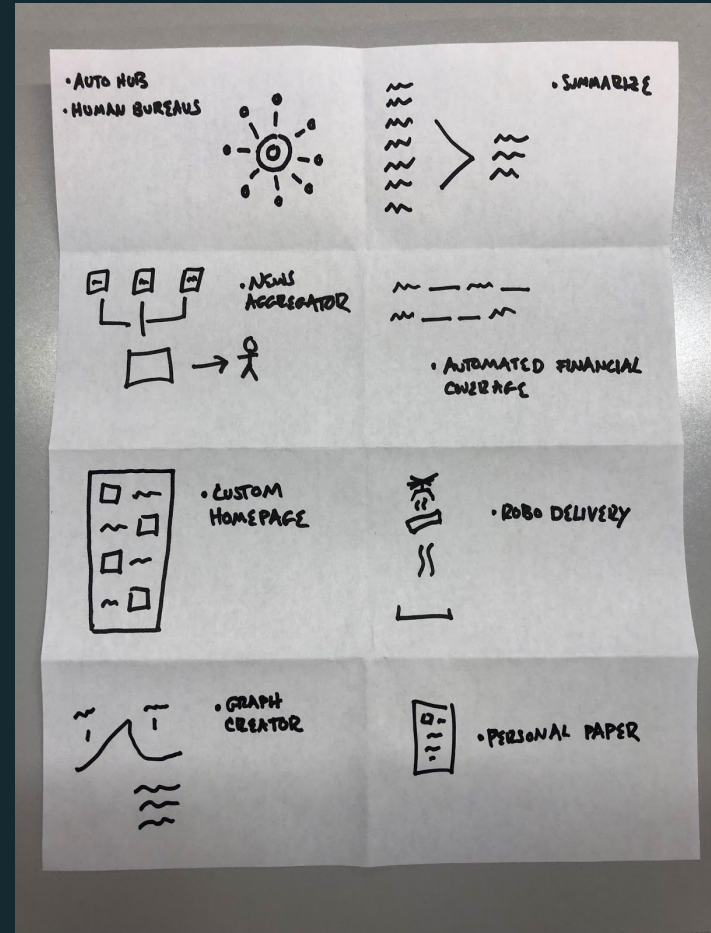 • AUTO HUB
• HUMAN BUREAUS
• SUMMARIZE
• NEWS
AGGREGATOR
• AUTOMATED FINANCIAL
COVERAGE
• CUSTOM
HOMEPAGE
• ROBO DELIVERY
• GRAPH
CREATOR
• PERSONAL PAPER